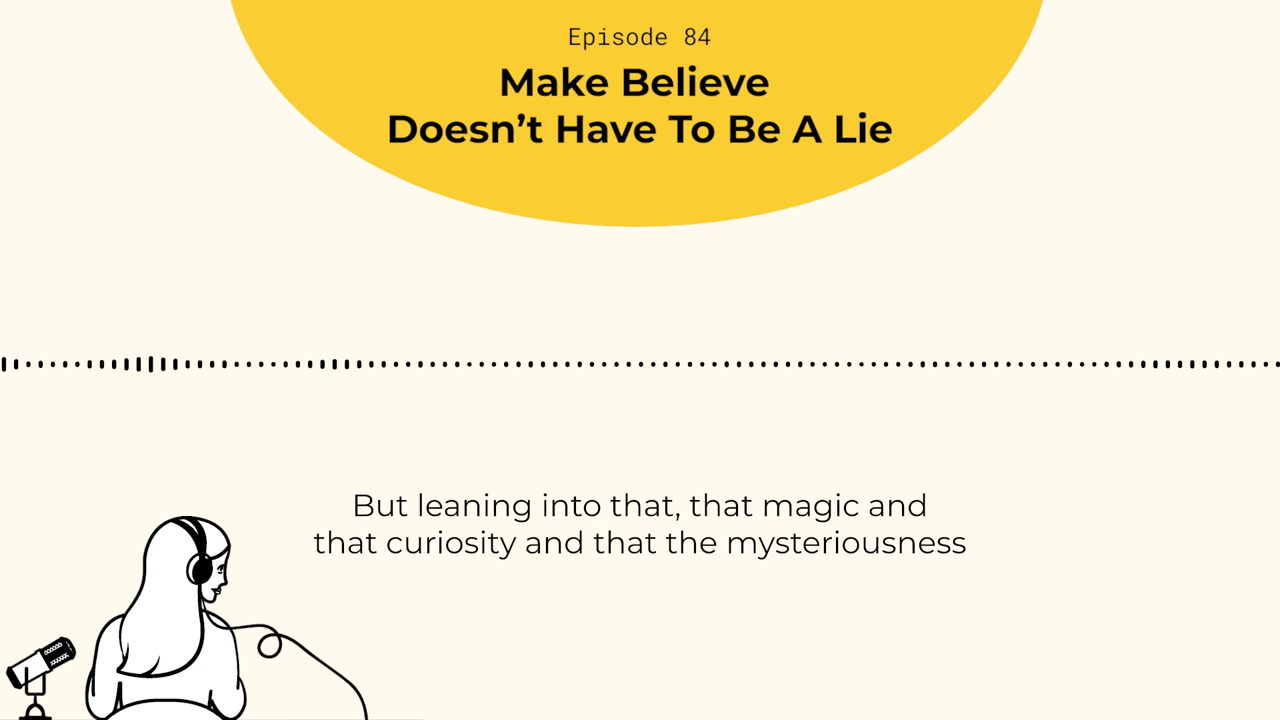 Episode 84
Make Believe
Doesn’t Have To Be A Lie
But leaning into that, that magic and
that curiosity and that the mysteriousness